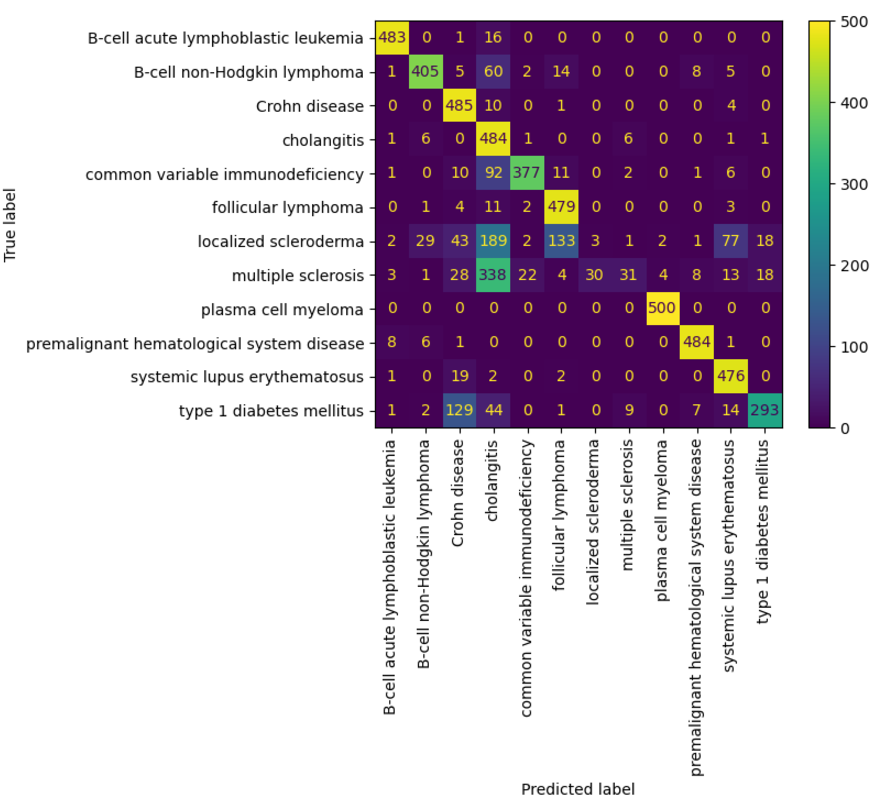 B-cell acute lymphoblastic leukemia 483 0 1 16 0 0 0 0 0 0 0 0
B-cell non-Hodgkin lymphoma 1 405 5 60 2 14 0 0 0 8 5 0
Crohn disease 0 0 485 10 0 1 0 0 0 0 4 0
cholangitis 1 6 0 484 1 0 0 6 0 0 1 1
common variable immunodeficiency 1 0 10 92 377 11 0 2 0 1 6 0
follicular lymphoma 0 1 4 11 2 479 0 0 0 0 3 0
localized scleroderma 2 29 43 189 2 133 3 1 2 1 77 18
multiple sclerosis 3 1 28 338 22 4 30 31 4 8 13 18
plasma cell myeloma 0 0 0 0 0 0 0 0 500 0 0 0
premalignant hematological system disease 8 6 1 0 0 0 0 0 0 484 1 0
systemic lupus erythematosus 1 0 19 2 0 2 0 0 0 0 476 0
type 1 diabetes mellitus 1 2 129 44 0 1 0 9 0 7 14 293
True label
B-cell acute lymphoblastic leukemia
B-cell non-Hodgkin lymphoma
Crohn disease
cholangitis
common variable immunodeficiency
follicular lymphoma
localized scleroderma
multiple sclerosis
plasma cell myeloma
premalignant hematological system disease
systemic lupus erythematosus
type 1 diabetes mellitus
Predicted label
500
400
300
200
100
0